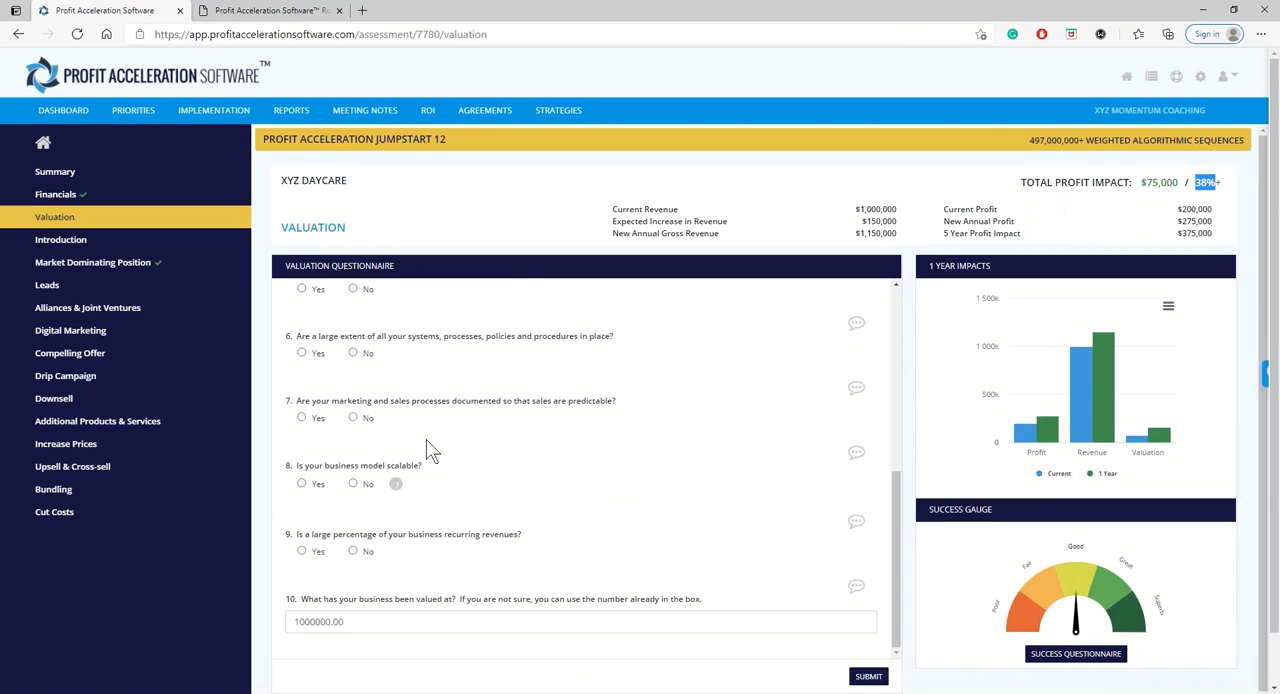 Profit Acceleration Software
Profit Acceleration Software™ Ro
https://app.profitaccelerationsoftware.com/assessment/7780/valuation
Sign in
PROFIT ACCELERATION SOFTWARE™
DASHBOARD PRIORITIES IMPLEMENTATION REPORTS MEETING NOTES ROI AGREEMENTS STRATEGIES XYZ MOMENTUM COACHING
PROFIT ACCELERATION JUMPSTART 12 497,000,000+ WEIGHTED ALGORITHMIC SEQUENCES
Summary
Financials
Valuation
Introduction
Market Dominating Position
Leads
Alliances & Joint Ventures
Digital Marketing
Compelling Offer
Drip Campaign
Downsell
Additional Products & Services
Increase Prices
Upsell & Cross-sell
Bundling
Cut Costs
XYZ DAYCARE TOTAL PROFIT IMPACT: $75,000 / 38%+
VALUATION
Current Revenue $1,000,000
Expected Increase in Revenue $150,000
New Annual Gross Revenue $1,150,000
Current Profit $200,000
New Annual Profit $275,000
5 Year Profit Impact $375,000
VALUATION QUESTIONNAIRE
Yes No
6. Are a large extent of all your systems, processes, policies and procedures in place?
Yes No
7. Are your marketing and sales processes documented so that sales are predictable?
Yes No
8. Is your business model scalable?
Yes No
9. Is a large percentage of your business recurring revenues?
Yes No
10. What has your business been valued at? If you are not sure, you can use the number already in the box.
1000000.00
SUBMIT
1 YEAR IMPACTS
1 500k
1 000k
500k
0
Profit Revenue Valuation
Current 1 Year
SUCCESS GAUGE
Poor
Fair
Good
Great
Superb
SUCCESS QUESTIONNAIRE